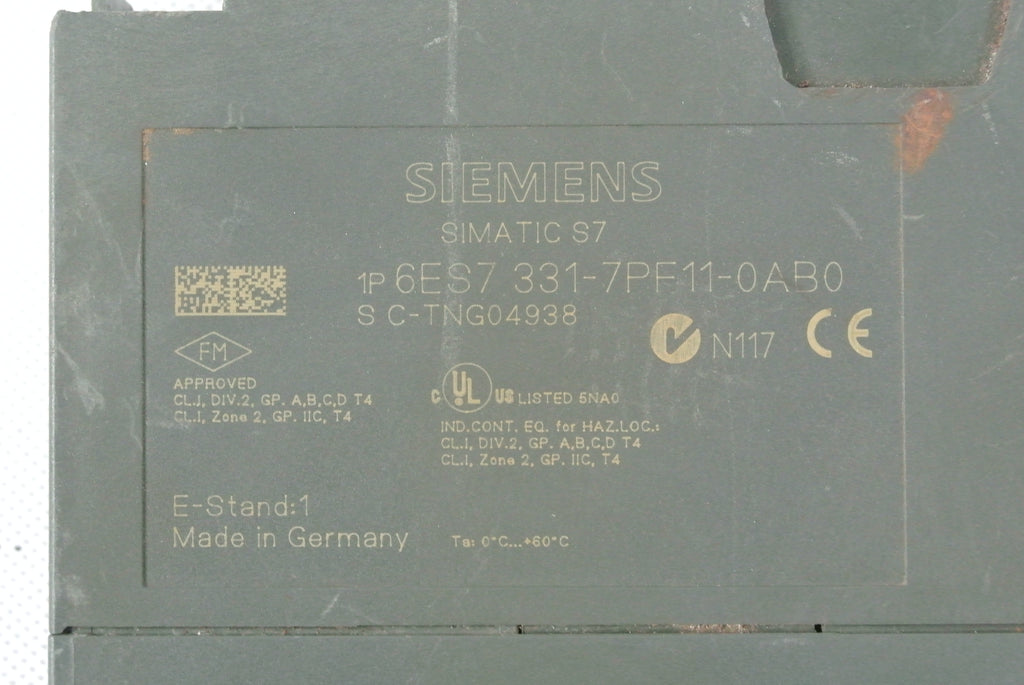 SIEMENS
SIMATIC S7
1P 6ES7 331-7PF11-0AB0
S C-TNG04938
N117 CE
FM
APPROVED
CL.I, DIV.2, GP. A,B,C,D T4
CL.I, Zone 2, GP. IIC, T4
C UL US LISTED 5NA0
IND.CONT. EQ. for HAZ.LOC.:
CL.I, DIV.2, GP. A,B,C,D T4
CL.I, Zone 2, GP. IIC, T4
E-Stand:1
Made in Germany
Ta: 0°C...+60°C